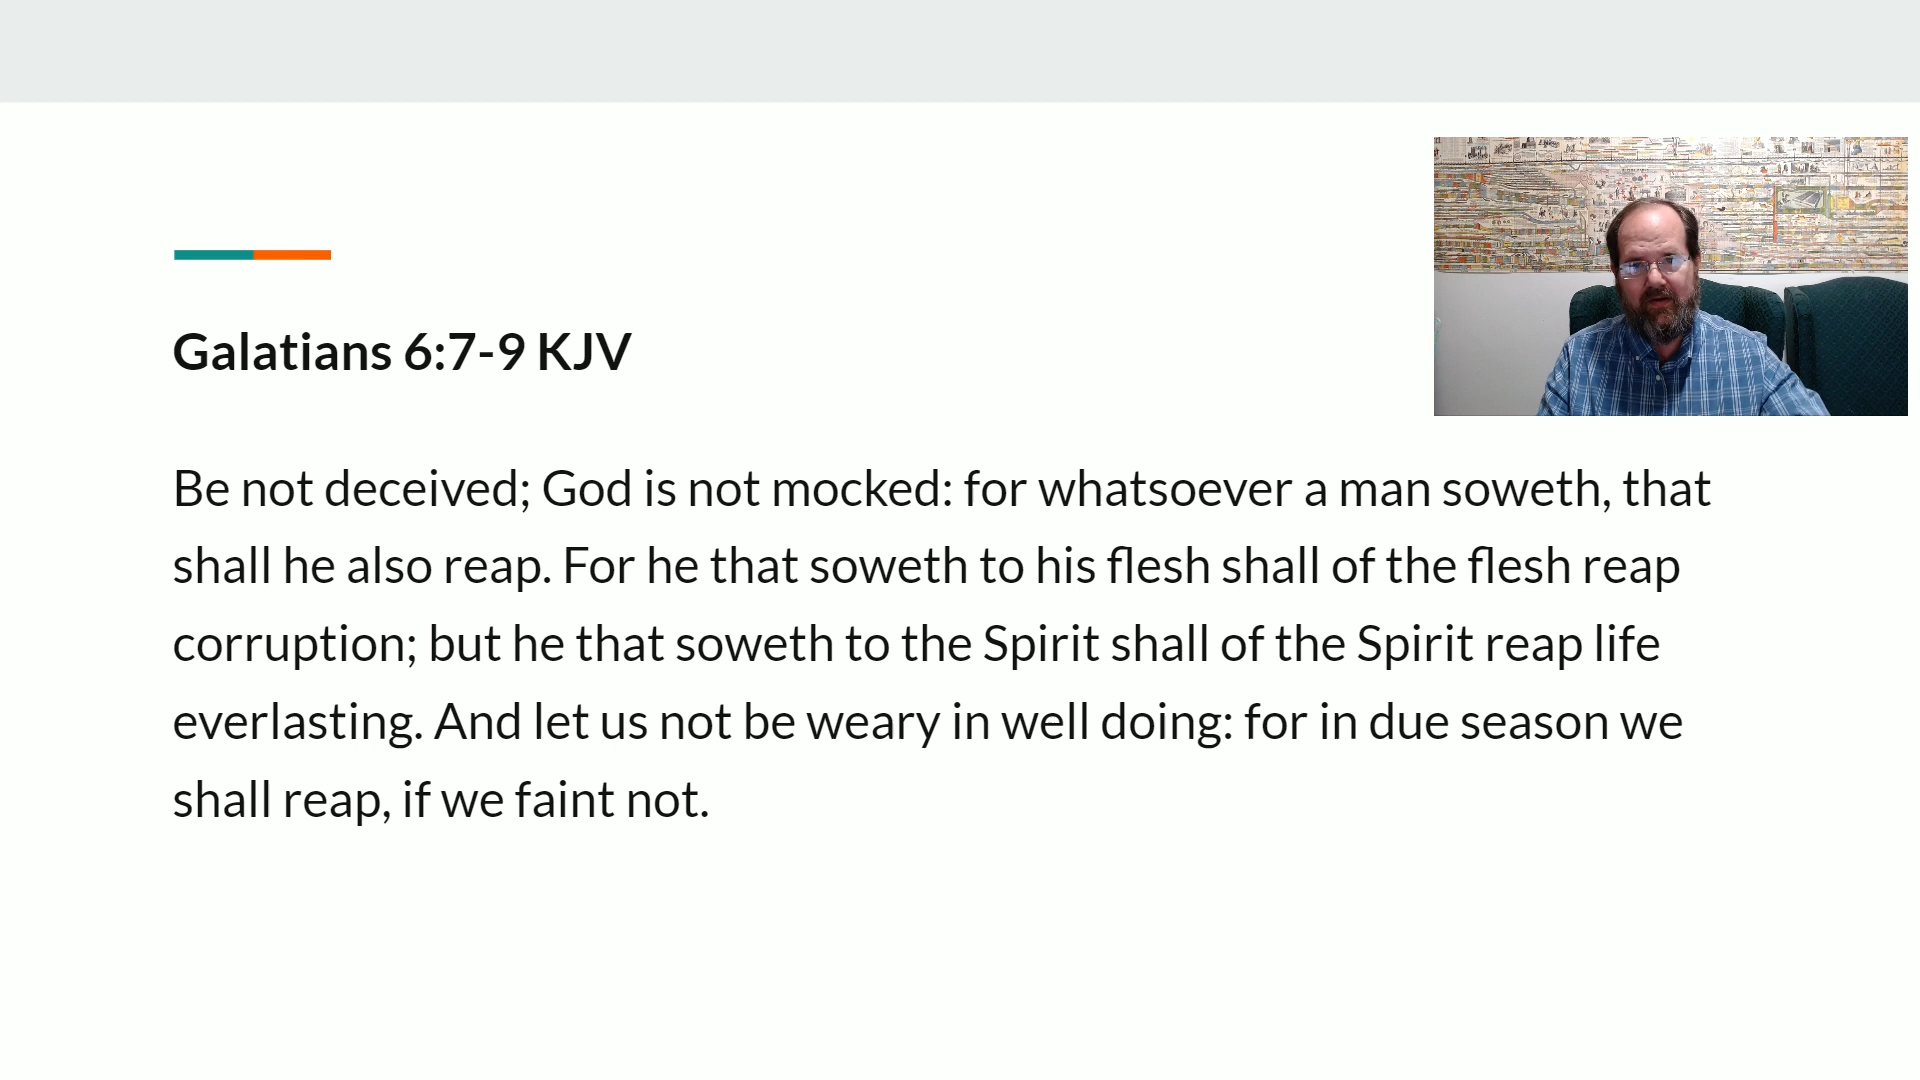 Galatians 6:7-9 KJV
Be not deceived; God is not mocked: for whatsoever a man soweth, that
shall he also reap. For he that soweth to his flesh shall of the flesh reap
corruption; but he that soweth to the Spirit shall of the Spirit reap life
everlasting. And let us not be weary in well doing: for in due season we
shall reap, if we faint not.